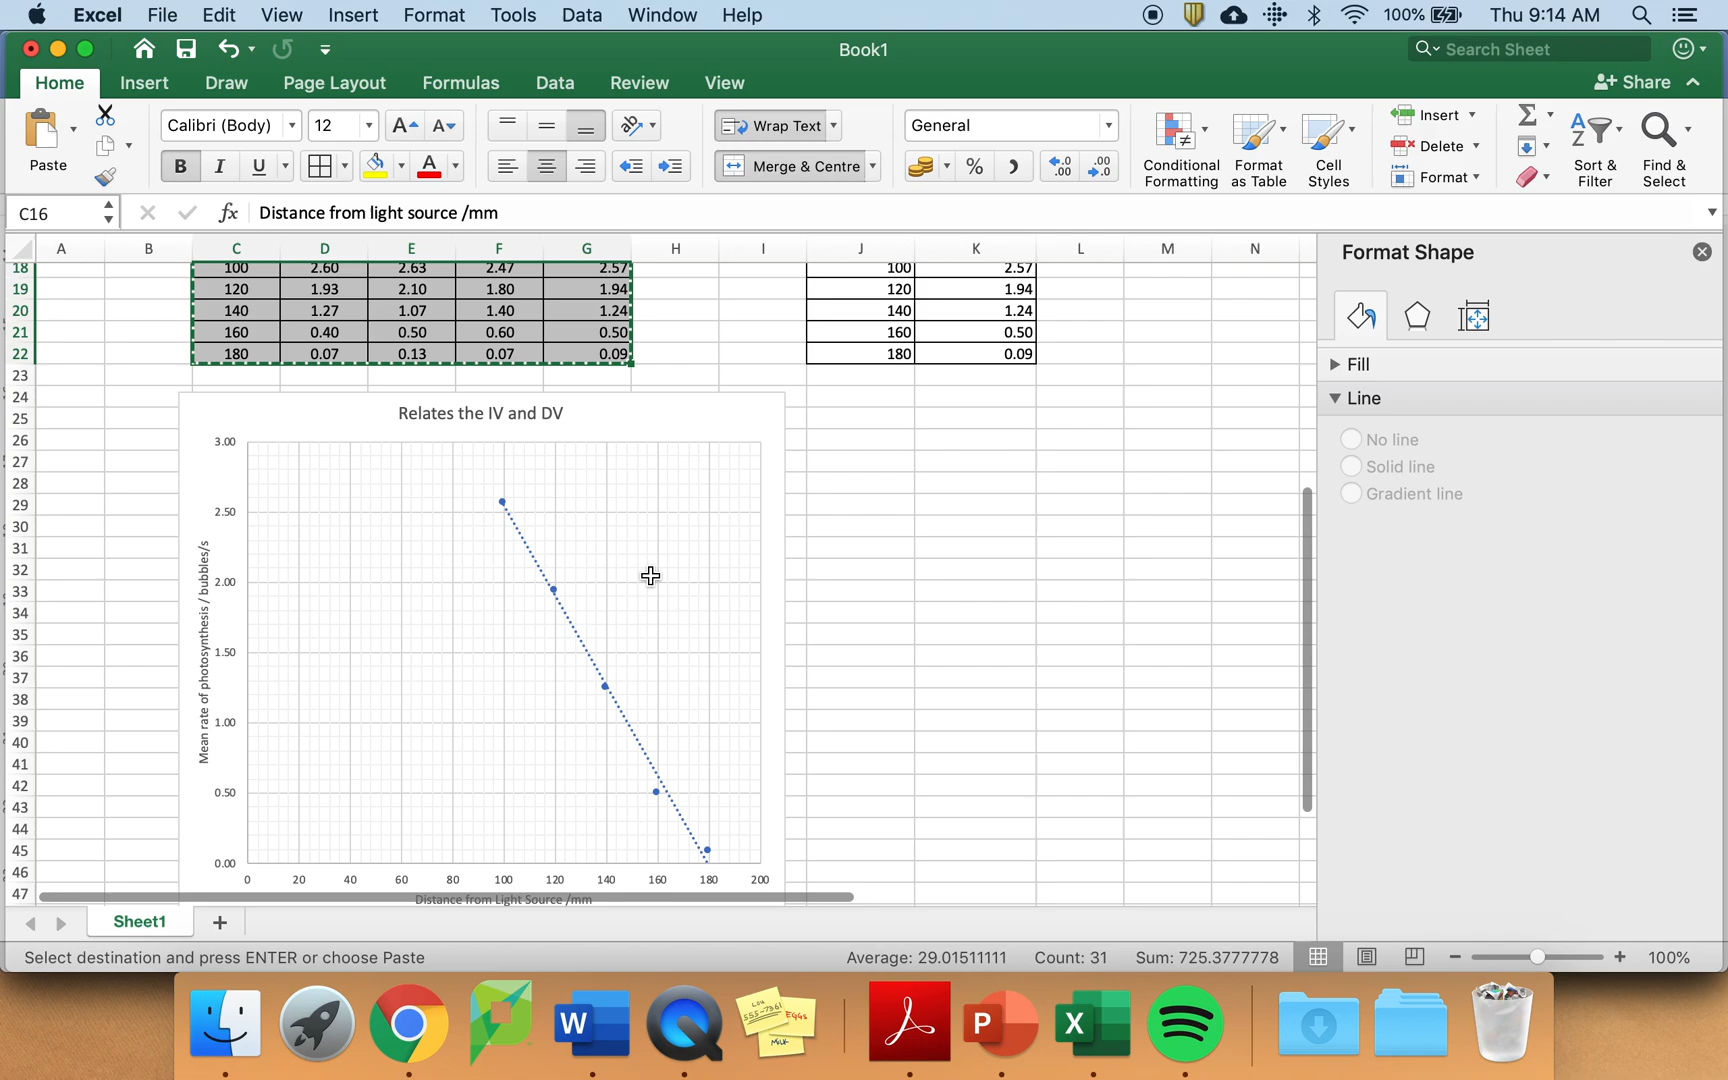 Excel File Edit View Insert Format Tools Data Window Help 100% Thu 9:14 AM
Book1 Search Sheet
Home Insert Draw Page Layout Formulas Data Review View Share
Paste Calibri (Body) 12 A A Wrap Text General Conditional Formatting Format as Table Cell Styles Insert Delete Format Sort & Filter Find & Select
B I U A Merge & Centre %
C16 fx Distance from light source /mm
A B C D E F G H I J K L M N
18 100 2.60 2.63 2.47 2.57 100 2.57
19 120 1.93 2.10 1.80 1.94 120 1.94
20 140 1.27 1.07 1.40 1.24 140 1.24
21 160 0.40 0.50 0.60 0.50 160 0.50
22 180 0.07 0.13 0.07 0.09 180 0.09
23
24
25
26
27
28
29
30
31
32
33
34
35
36
37
38
39
40
41
42
43
44
45
46
47
Relates the IV and DV
3.00
2.50
2.00
1.50
1.00
0.50
0.00
Mean rate of photosynthesis / bubbles/s
0 20 40 60 80 100 120 140 160 180 200
Distance from Light Source /mm
Format Shape
Fill
Line
No line
Solid line
Gradient line
Sheet1
Select destination and press ENTER or choose Paste Average: 29.01511111 Count: 31 Sum: 725.3777778 100%
W
Lou
555-7361
EGGS
MILK
P
X